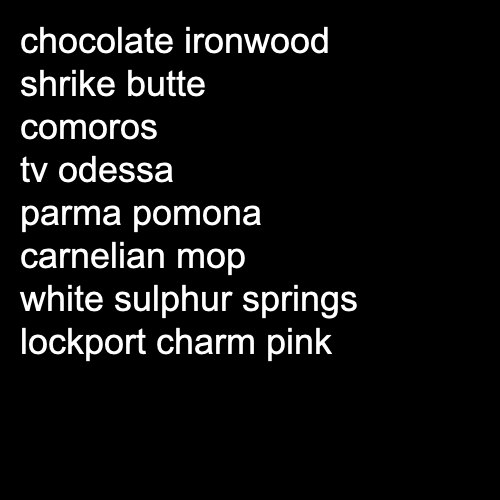 chocolate ironwood
shrike butte
comoros
tv odessa
parma pomona
carnelian mop
white sulphur springs
lockport charm pink